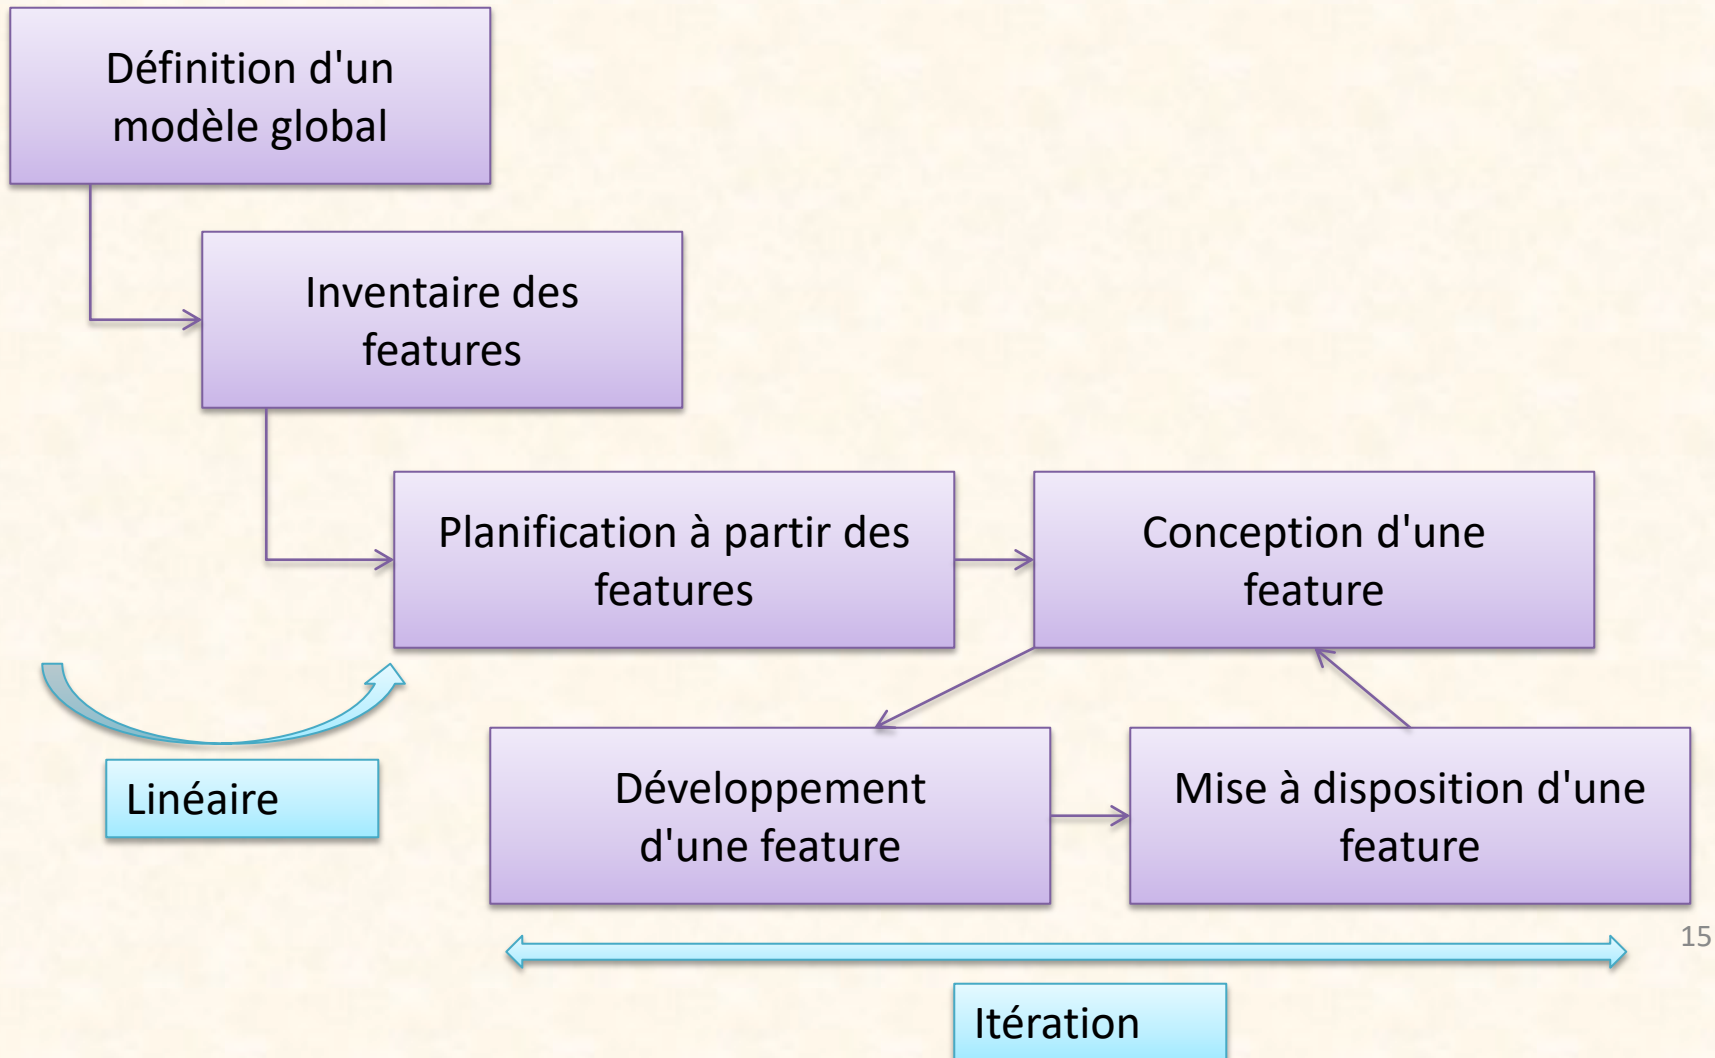 Définition d'un
modèle global
Inventaire des
features
Planification à partir des
features
Conception d'une
feature
Linéaire
Développement
d'une feature
Mise à disposition d'une
feature
15
Itération